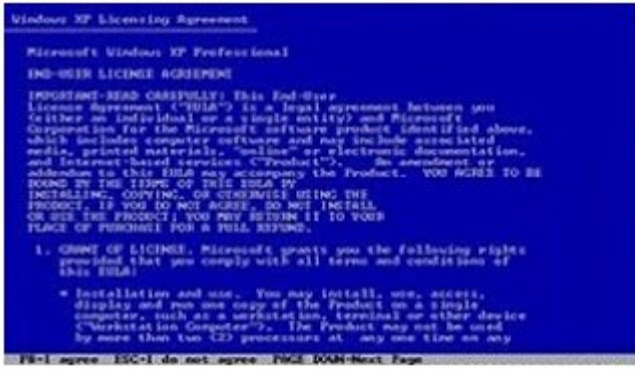 Windows XP Licensing Agreement
Microsoft Windows XP Professional
END-USER LICENSE AGREEMENT
IMPORTANT-READ CAREFULLY: This End-User
License Agreement ("EULA") is a legal agreement between you
(either an individual or a single entity) and Microsoft
Corporation for the Microsoft software product identified above,
which includes computer software and may include associated
media, printed materials, "online" or electronic documentation,
and Internet-based services ("Product"). An amendment or
addendum to this EULA may accompany the Product. YOU AGREE TO BE
BOUND BY THE TERMS OF THIS EULA BY
INSTALLING, COPYING, OR OTHERWISE USING THE
PRODUCT. IF YOU DO NOT AGREE, DO NOT INSTALL
OR USE THE PRODUCT; YOU MAY RETURN IT TO YOUR
PLACE OF PURCHASE FOR A FULL REFUND.
1. GRANT OF LICENSE. Microsoft grants you the following rights
provided that you comply with all terms and conditions of
this EULA:
* Installation and use. You may install, use, access,
display and run one copy of the Product on a single
computer, such as a workstation, terminal or other device
("Workstation Computer"). The Product may not be used
by more than two (2) processors at any one time on any
F8=I agree ESC=I do not agree PAGE DOWN=Next Page